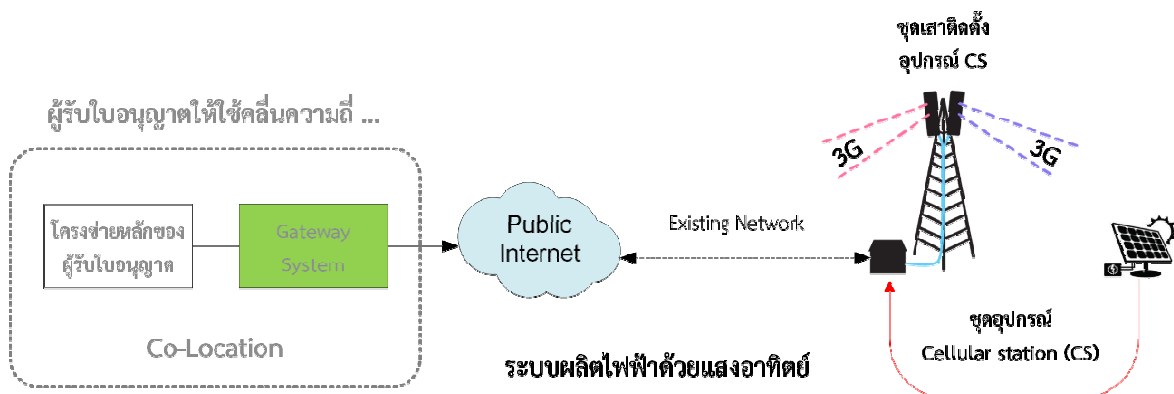 ชุดเสาติดตั้ง
อุปกรณ์ CS
ผู้รับใบอนุญาตให้ใช้คลื่นความถี่ ...
3G
3G
โครงข่ายหลักของ
ผู้รับใบอนุญาต
Gateway
System
Public
Internet
Existing Network
Co-Location
ระบบผลิตไฟฟ้าด้วยแสงอาทิตย์
ชุดอุปกรณ์
Cellular station (CS)